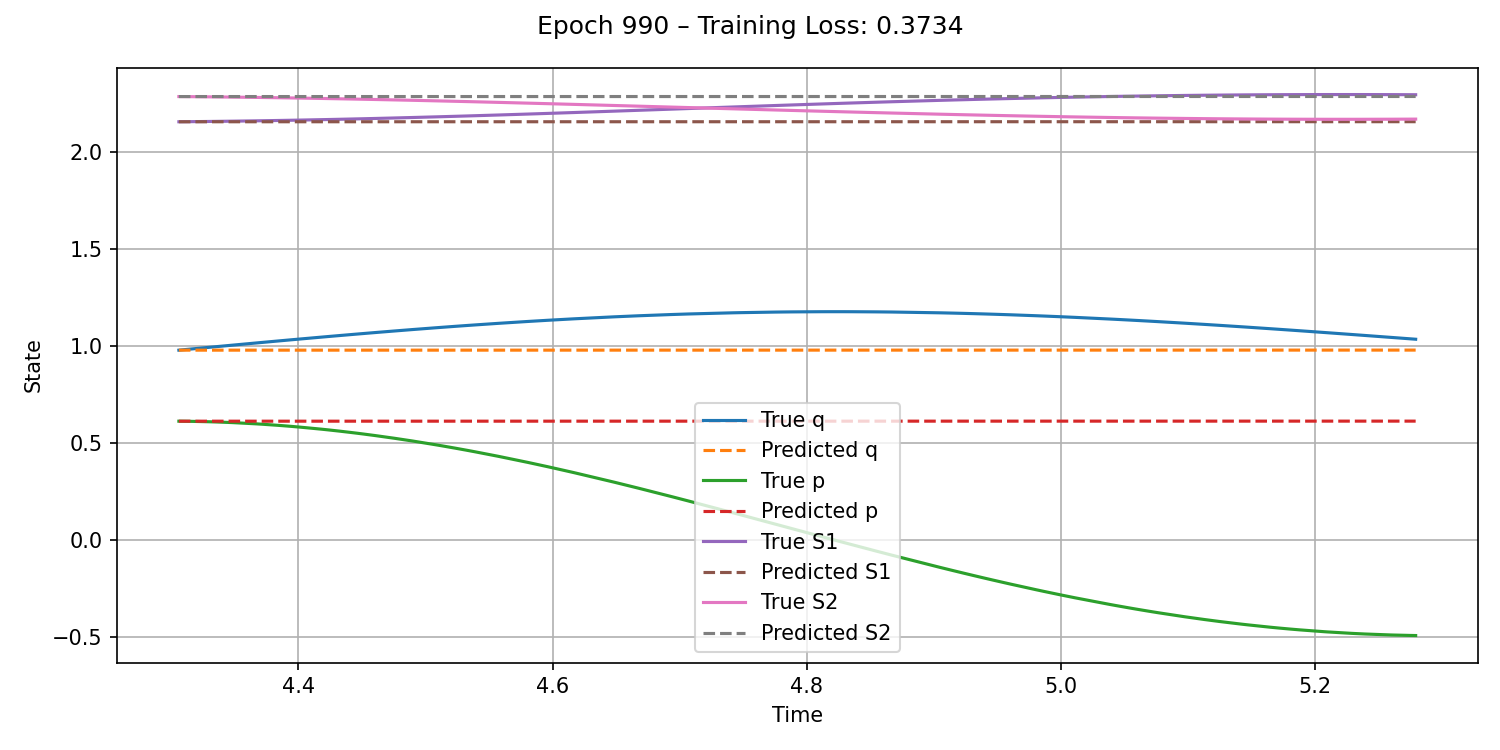 Epoch 990 – Training Loss: 0.3734
State
2.0
1.5
1.0
0.5
0.0
−0.5
True q
Predicted q
True p
Predicted p
True S1
Predicted S1
True S2
Predicted S2
4.4 4.6 4.8 5.0 5.2
Time